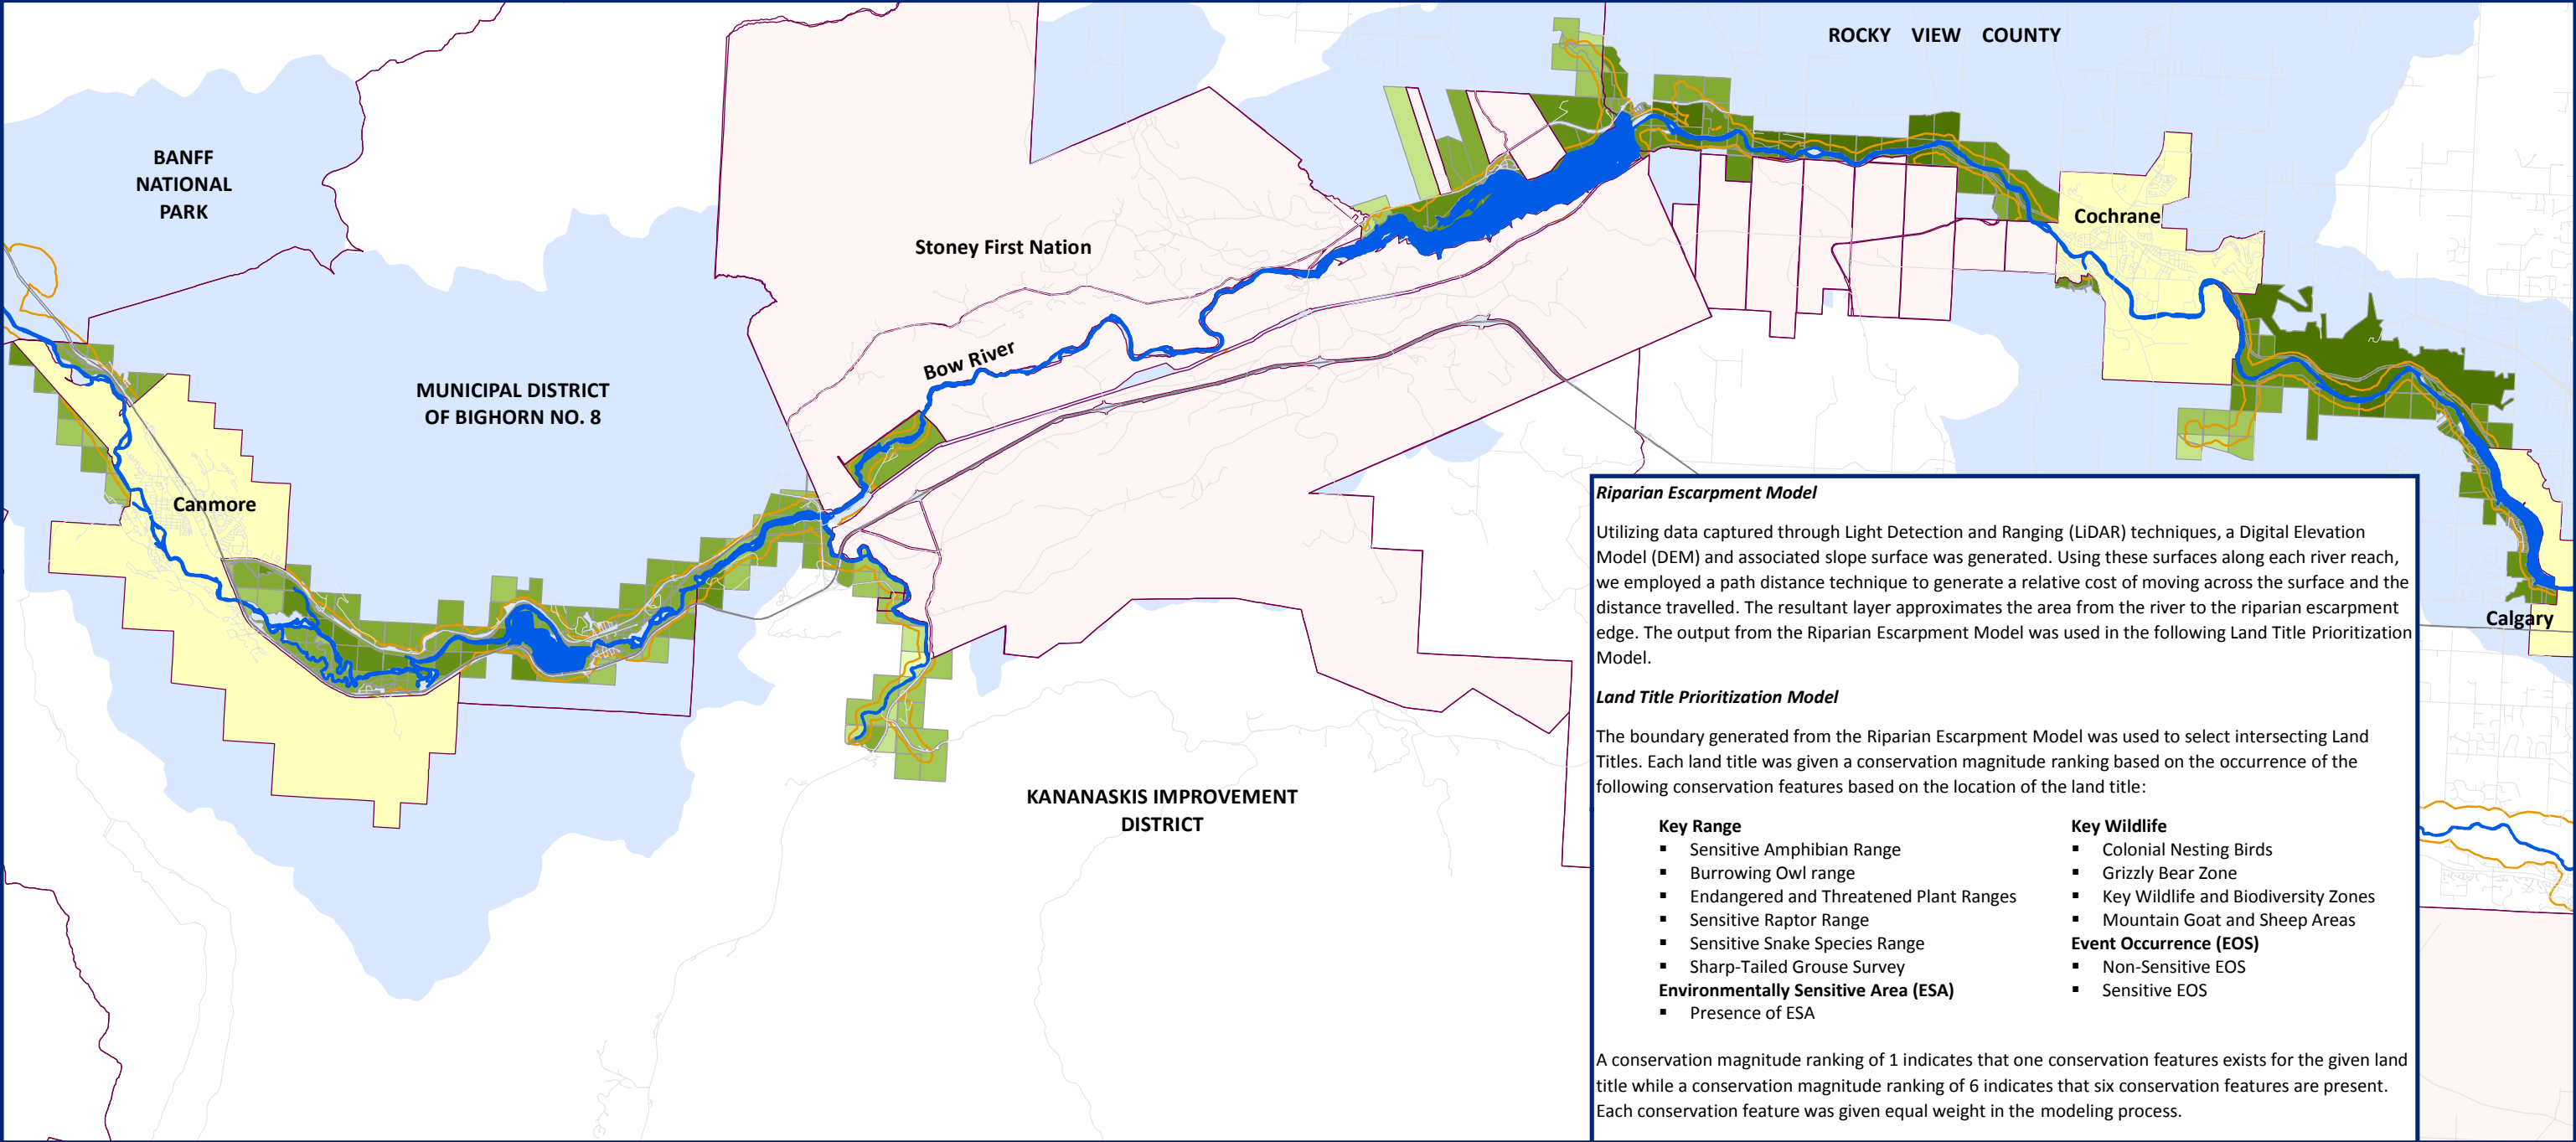 ROCKY VIEW COUNTY
BANFF
NATIONAL
PARK
Cochrane
Stoney First Nation
Bow River
MUNICIPAL DISTRICT
OF BIGHORN NO. 8
Canmore
Calgary
KANANASKIS IMPROVEMENT
DISTRICT
Riparian Escarpment Model
Utilizing data captured through Light Detection and Ranging (LiDAR) techniques, a Digital Elevation
Model (DEM) and associated slope surface was generated. Using these surfaces along each river reach,
we employed a path distance technique to generate a relative cost of moving across the surface and the
distance travelled. The resultant layer approximates the area from the river to the riparian escarpment
edge. The output from the Riparian Escarpment Model was used in the following Land Title Prioritization
Model.
Land Title Prioritization Model
The boundary generated from the Riparian Escarpment Model was used to select intersecting Land
Titles. Each land title was given a conservation magnitude ranking based on the occurrence of the
following conservation features based on the location of the land title:
Key Range
▪ Sensitive Amphibian Range
▪ Burrowing Owl range
▪ Endangered and Threatened Plant Ranges
▪ Sensitive Raptor Range
▪ Sensitive Snake Species Range
▪ Sharp-Tailed Grouse Survey
Environmentally Sensitive Area (ESA)
▪ Presence of ESA
Key Wildlife
▪ Colonial Nesting Birds
▪ Grizzly Bear Zone
▪ Key Wildlife and Biodiversity Zones
▪ Mountain Goat and Sheep Areas
Event Occurrence (EOS)
▪ Non-Sensitive EOS
▪ Sensitive EOS
A conservation magnitude ranking of 1 indicates that one conservation features exists for the given land
title while a conservation magnitude ranking of 6 indicates that six conservation features are present.
Each conservation feature was given equal weight in the modeling process.